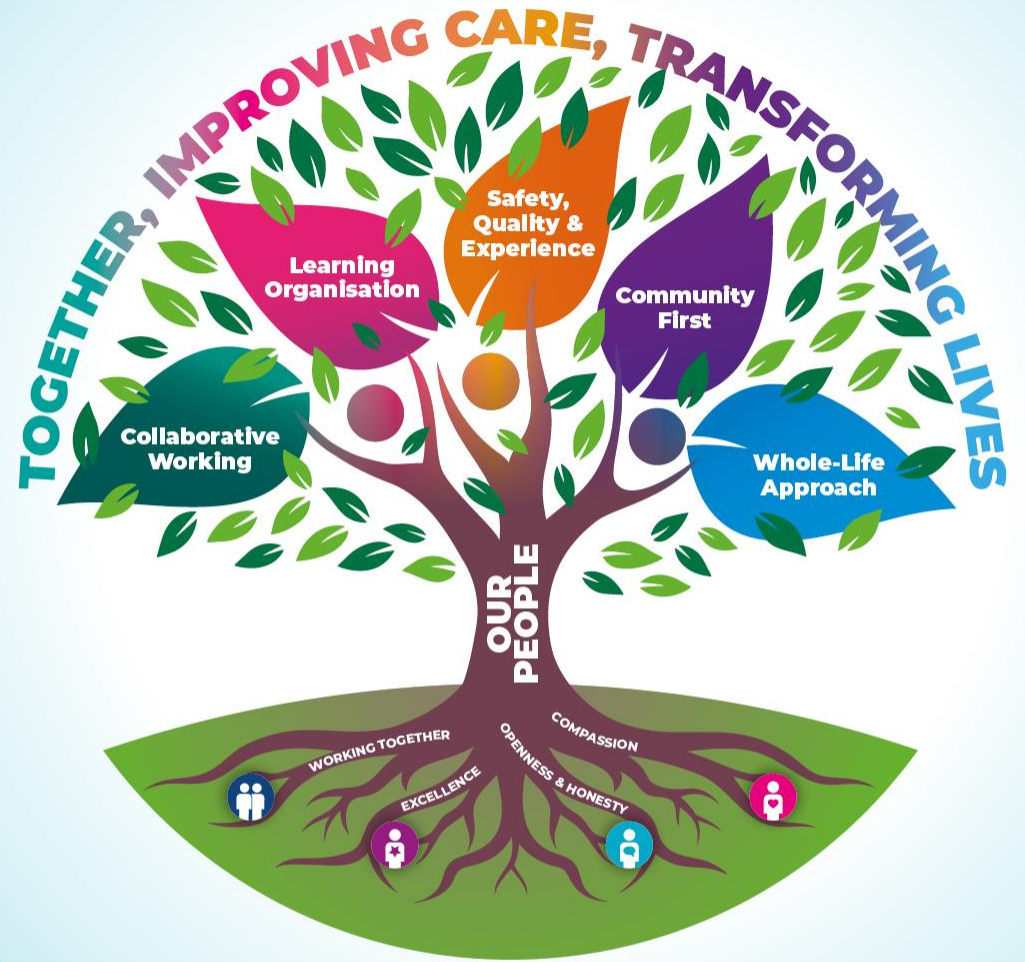 TOGETHER, IMPROVING CARE, TRANSFORMING LIVES
Safety,
Quality &
Experience
Learning
Organisation
Community
First
Collaborative
Working
Whole-Life
Approach
OUR
PEOPLE
WORKING TOGETHER
EXCELLENCE
OPENNESS & HONESTY
COMPASSION